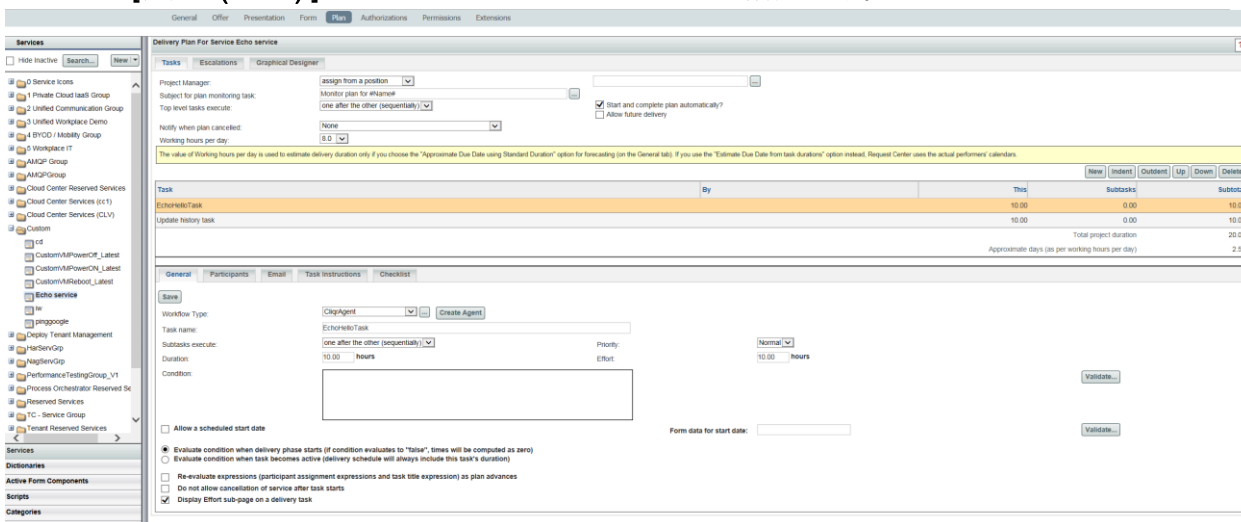 General Offer Presentation Form Plan Authorizations Permissions Extensions
Services
Hide Inactive Search... New
0 Service Icons
1 Private Cloud IaaS Group
2 Unified Communication Group
3 Unified Workplace Demo
4 BYOD / Mobility Group
5 Workplace IT
AMQP Group
AMQPGroup
Cloud Center Reserved Services
Cloud Center Services (cc1)
Cloud Center Services (CLV)
Custom
cd
CustomVMPowerOff_Latest
CustomVMPowerON_Latest
CustomVMReboot_Latest
Echo service
pinggoogle
Deploy Tenant Management
HarServGrp
NagServGrp
PerformanceTestingGroup_V1
Process Orchestrator Reserved Se
Reserved Services
TC - Service Group
Tenant Reserved Services
Services
Dictionaries
Active Form Components
Scripts
Categories
Delivery Plan For Service Echo service
Tasks Escalations Graphical Designer
Project Manager: assign from a position ...
Subject for plan monitoring task: Monitor plan for #Name# ...
Top level tasks execute: one after the other (sequentially) Start and complete plan automatically?
Allow future delivery
Notify when plan cancelled: None
Working hours per day: 8.0
The value of Working hours per day is used to estimate delivery duration only if you choose the "Approximate Due Date using Standard Duration" option for forecasting (on the General tab). If you use the "Estimate Due Date from task durations" option instead, Request Center uses the actual performers' calendars.
New Indent Outdent Up Down Delete
Task By This Subtasks Subtota
EchoHelloTask 10.00 0.00 10.0
Update history task 10.00 0.00 10.0
Total project duration 20.0
Approximate days (as per working hours per day) 2.5
General Participants Email Task Instructions Checklist
Save
Workflow Type: CliqrAgent ... Create Agent
Task name: EchoHelloTask
Subtasks execute: one after the other (sequentially) Priority: Normal
Duration: 10.00 hours Effort: 10.00 hours
Condition: Validate...
Allow a scheduled start date Form data for start date: Validate...
Evaluate condition when delivery phase starts (if condition evaluates to "false", times will be computed as zero)
Evaluate condition when task becomes active (delivery schedule will always include this task's duration)
Re-evaluate expressions (participant assignment expressions and task title expression) as plan advances
Do not allow cancellation of service after task starts
Display Effort sub-page on a delivery task